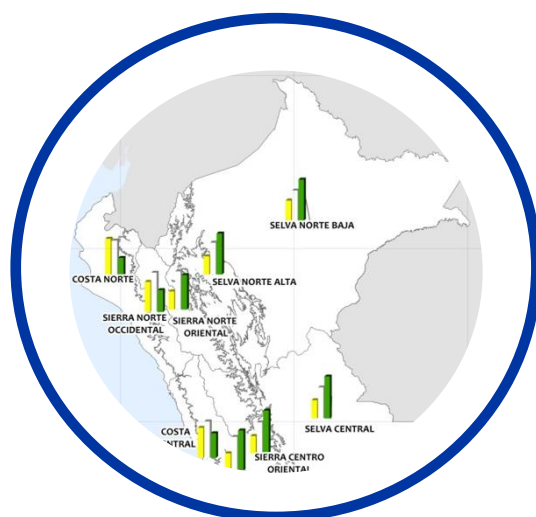 SELVA NORTE BAJA
COSTA NORTE
SELVA NORTE ALTA
SIERRA NORTE
OCCIDENTAL
SIERRA NORTE
ORIENTAL
SELVA CENTRAL
COSTA
NTRAL
SIERRA CENTRO
ORIENTAL